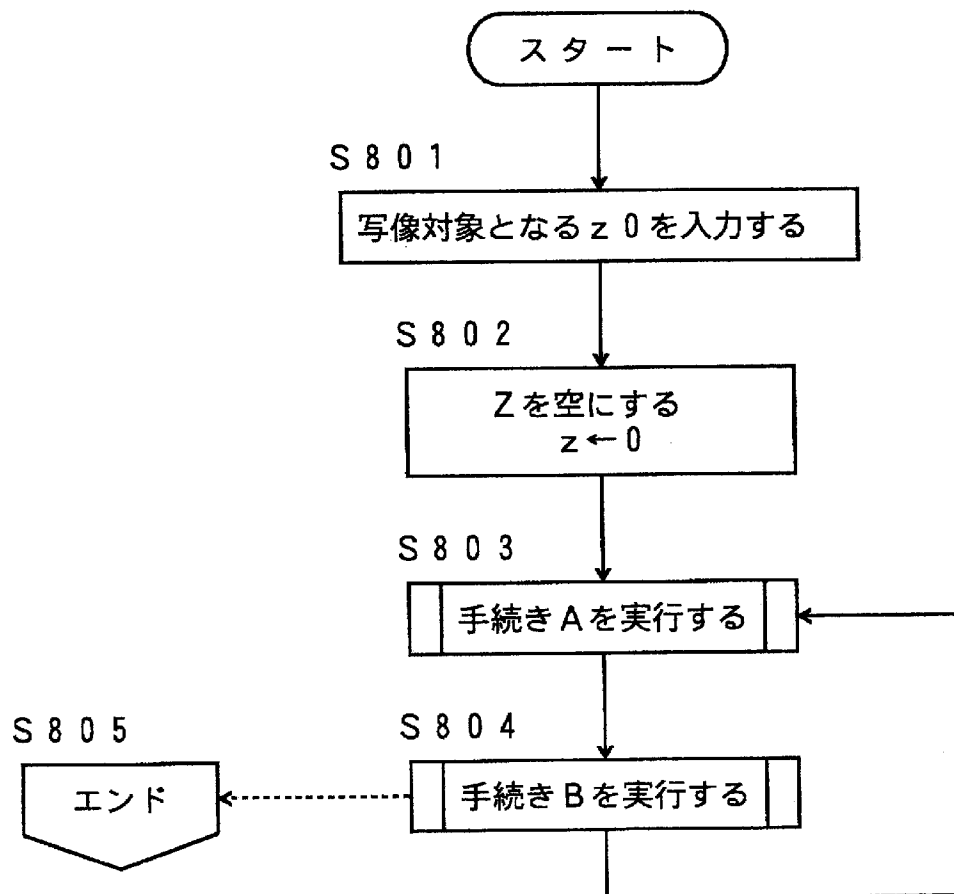 スタート
S801
写像対象となるz0を入力する
S802
Zを空にする
z←0
S803
手続きAを実行する
S804
手続きBを実行する
S805
エンド